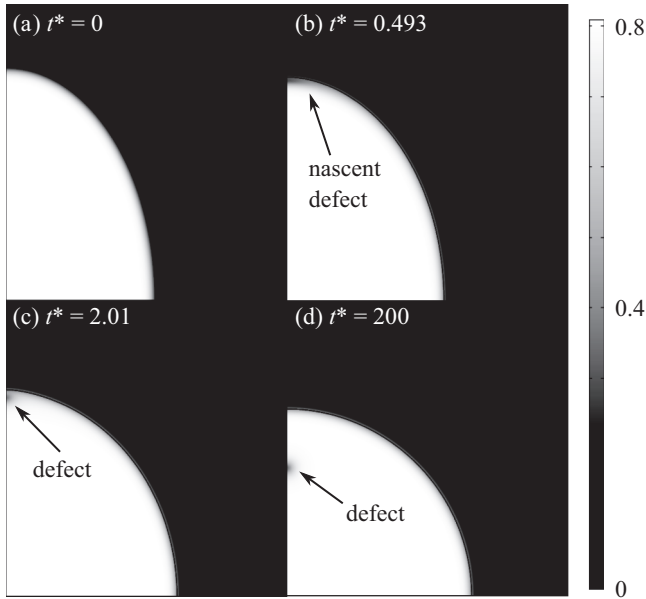 (a) t* = 0
(b) t* = 0.493
nascent
defect
(c) t* = 2.01
defect
(d) t* = 200
defect
0.8
0.4
0